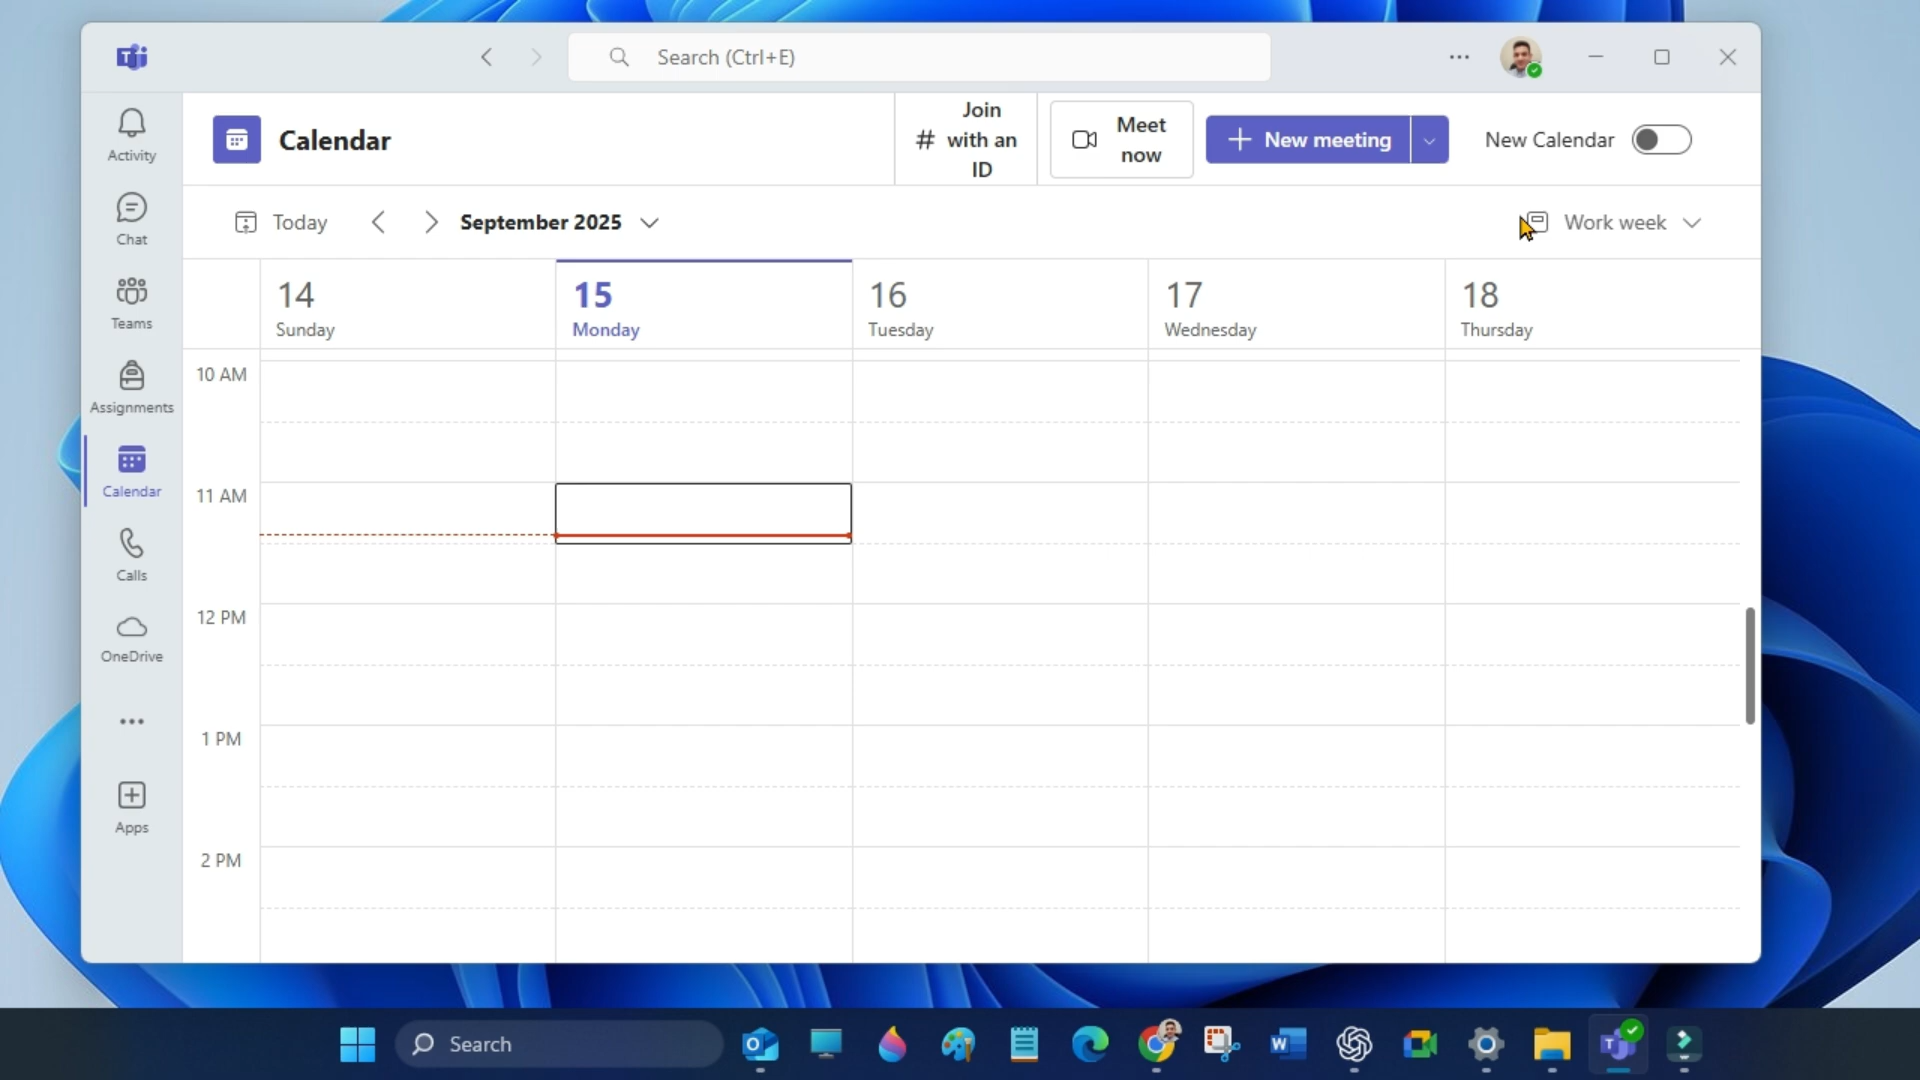 Search (Ctrl+E)
Activity
Chat
Teams
Assignments
Calendar
Calls
OneDrive
Apps
Calendar
# Join with an ID
Meet now
New meeting
New Calendar
Today
September 2025
Work week
14
Sunday
15
Monday
16
Tuesday
17
Wednesday
18
Thursday
10 AM
11 AM
12 PM
1 PM
2 PM
Search